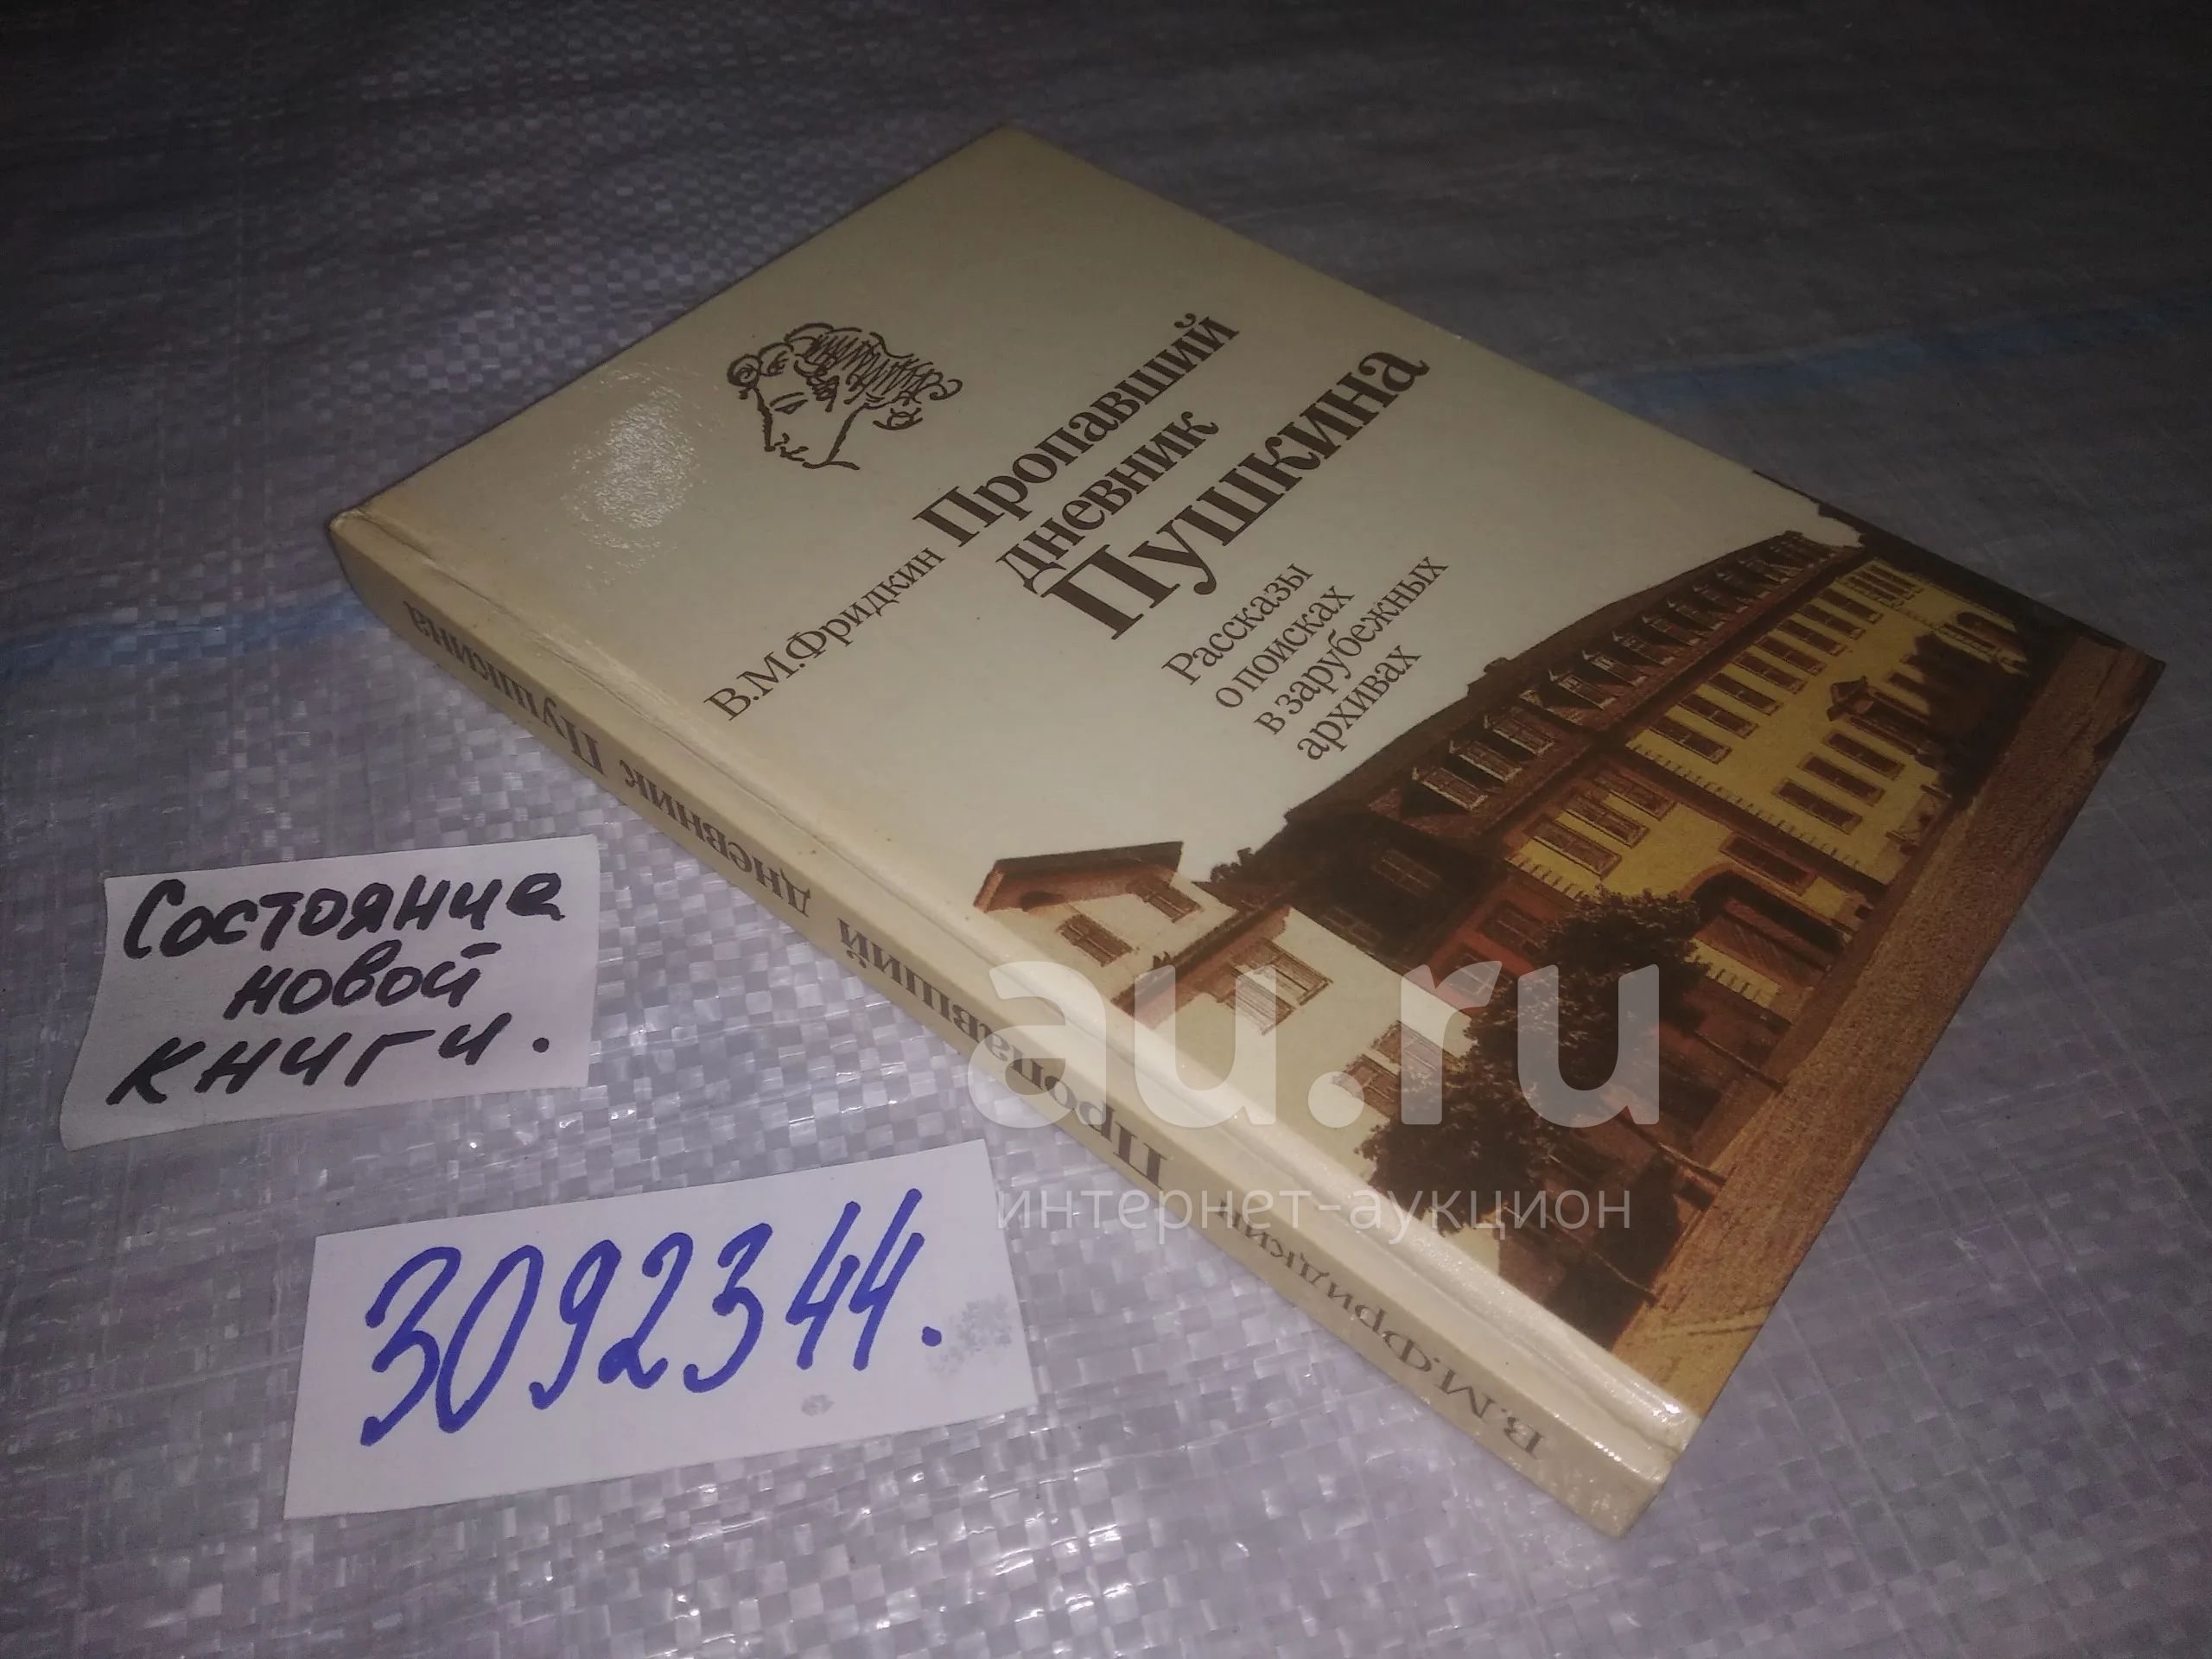 В.М.Фридкин
Пропавший
дневник
Пушкина
Рассказы
о поисках
в зарубежных
архивах
В.М.Фридкин Пропавший дневник Пушкина
Состояние
новой
книги.
3092344.
au.ru
интернет-аукцион